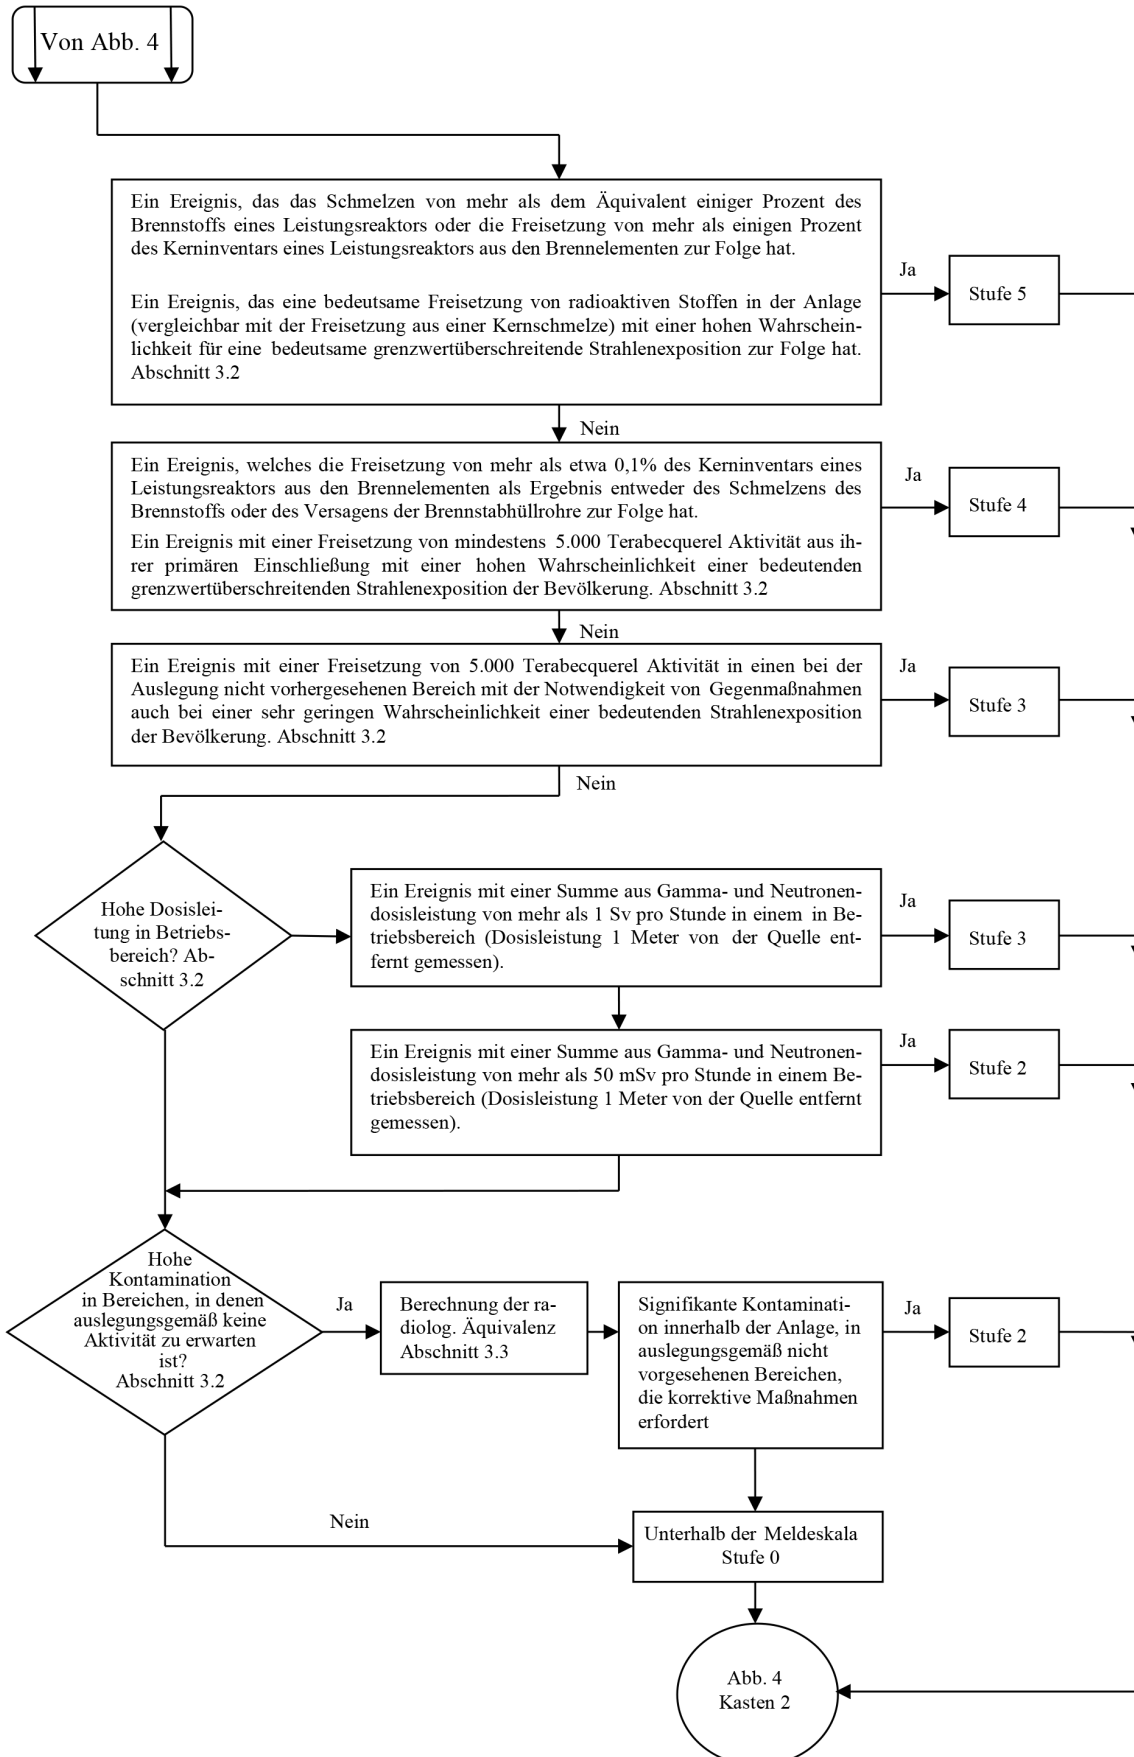 Von Abb. 4
Ein Ereignis, das das Schmelzen von mehr als dem Äquivalent einiger Prozent des
Brennstoffs eines Leistungsreaktors oder die Freisetzung von mehr als einigen Prozent
des Kerninventars eines Leistungsreaktors aus den Brennelementen zur Folge hat.
Ein Ereignis, das eine bedeutsame Freisetzung von radioaktiven Stoffen in der Anlage
(vergleichbar mit der Freisetzung aus einer Kernschmelze) mit einer hohen Wahrschein-
lichkeit für eine bedeutsame grenzwertüberschreitende Strahlenexposition zur Folge hat.
Abschnitt 3.2
Ja
Stufe 5
Nein
Ein Ereignis, welches die Freisetzung von mehr als etwa 0,1% des Kerninventars eines
Leistungsreaktors aus den Brennelementen als Ergebnis entweder des Schmelzens des
Brennstoffs oder des Versagens der Brennstabhüllrohre zur Folge hat.
Ein Ereignis mit einer Freisetzung von mindestens 5.000 Terabecquerel Aktivität aus ih-
rer primären Einschließung mit einer hohen Wahrscheinlichkeit einer bedeutenden
grenzwertüberschreitenden Strahlenexposition der Bevölkerung. Abschnitt 3.2
Ja
Stufe 4
Nein
Ein Ereignis mit einer Freisetzung von 5.000 Terabecquerel Aktivität in einen bei der
Auslegung nicht vorhergesehenen Bereich mit der Notwendigkeit von Gegenmaßnahmen
auch bei einer sehr geringen Wahrscheinlichkeit einer bedeutenden Strahlenexposition
der Bevölkerung. Abschnitt 3.2
Ja
Stufe 3
Nein
Hohe Dosislei-
tung in Betriebs-
bereich? Ab-
schnitt 3.2
Ein Ereignis mit einer Summe aus Gamma- und Neutronen-
dosisleistung von mehr als 1 Sv pro Stunde in einem in Be-
triebsbereich (Dosisleistung 1 Meter von der Quelle ent-
fernt gemessen).
Ja
Stufe 3
Ein Ereignis mit einer Summe aus Gamma- und Neutronen-
dosisleistung von mehr als 50 mSv pro Stunde in einem Be-
triebsbereich (Dosisleistung 1 Meter von der Quelle entfernt
gemessen).
Ja
Stufe 2
Hohe
Kontamination
in Bereichen, in denen
auslegungsgemäß keine
Aktivität zu erwarten
ist?
Abschnitt 3.2
Ja
Berechnung der ra-
diolog. Äquivalenz
Abschnitt 3.3
Signifikante Kontaminati-
on innerhalb der Anlage, in
auslegungsgemäß nicht
vorgesehenen Bereichen,
die korrektive Maßnahmen
erfordert
Ja
Stufe 2
Nein
Unterhalb der Meldeskala
Stufe 0
Abb. 4
Kasten 2